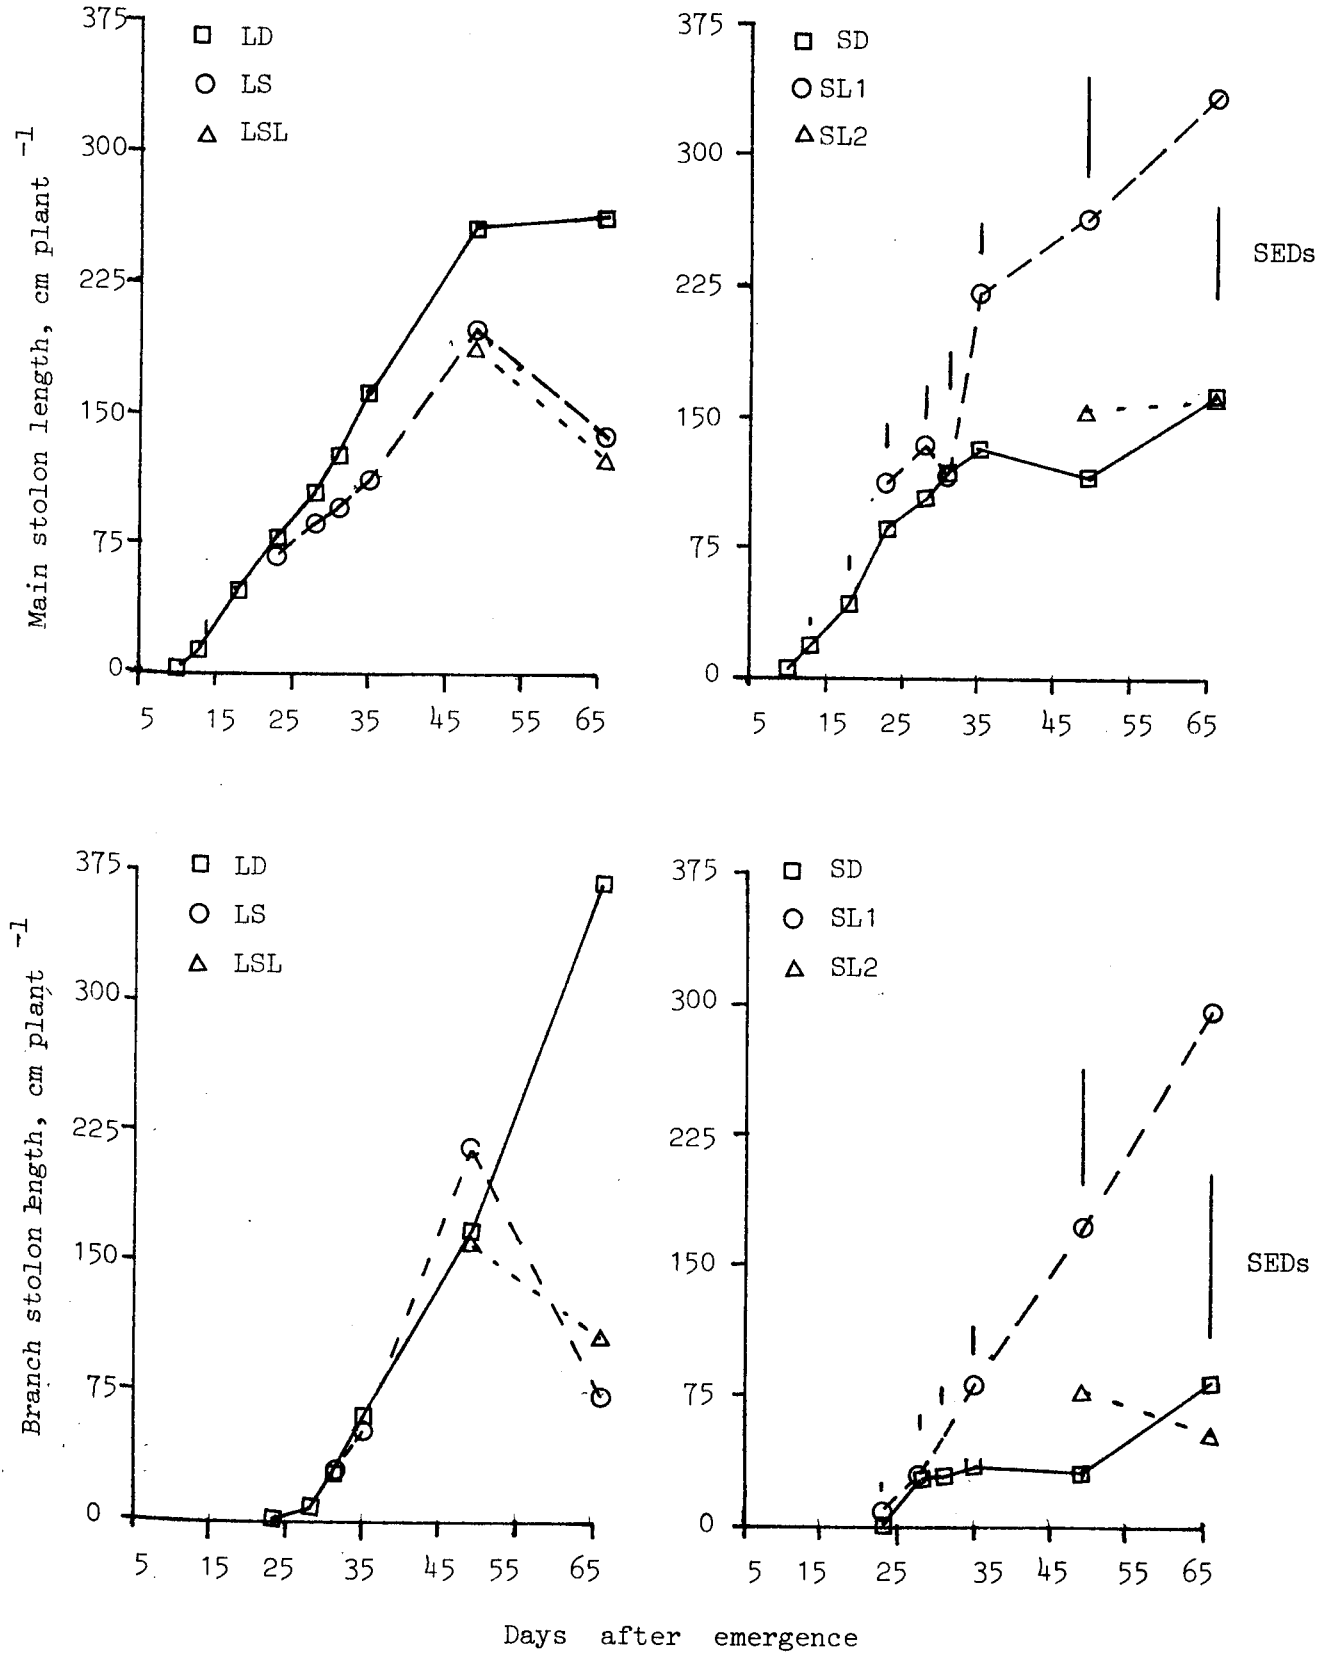 375
300
225
150
75
0
LD
LS
LSL
Main stolon length, cm plant -1
5 15 25 35 45 55 65
375
300
225
150
75
0
SD
SL1
SL2
SEDs
5 15 25 35 45 55 65
375
300
225
150
75
0
LD
LS
LSL
Branch stolon length, cm plant -1
5 15 25 35 45 55 65
375
300
225
150
75
0
SD
SL1
SL2
SEDs
5 15 25 35 45 55 65
Days after emergence